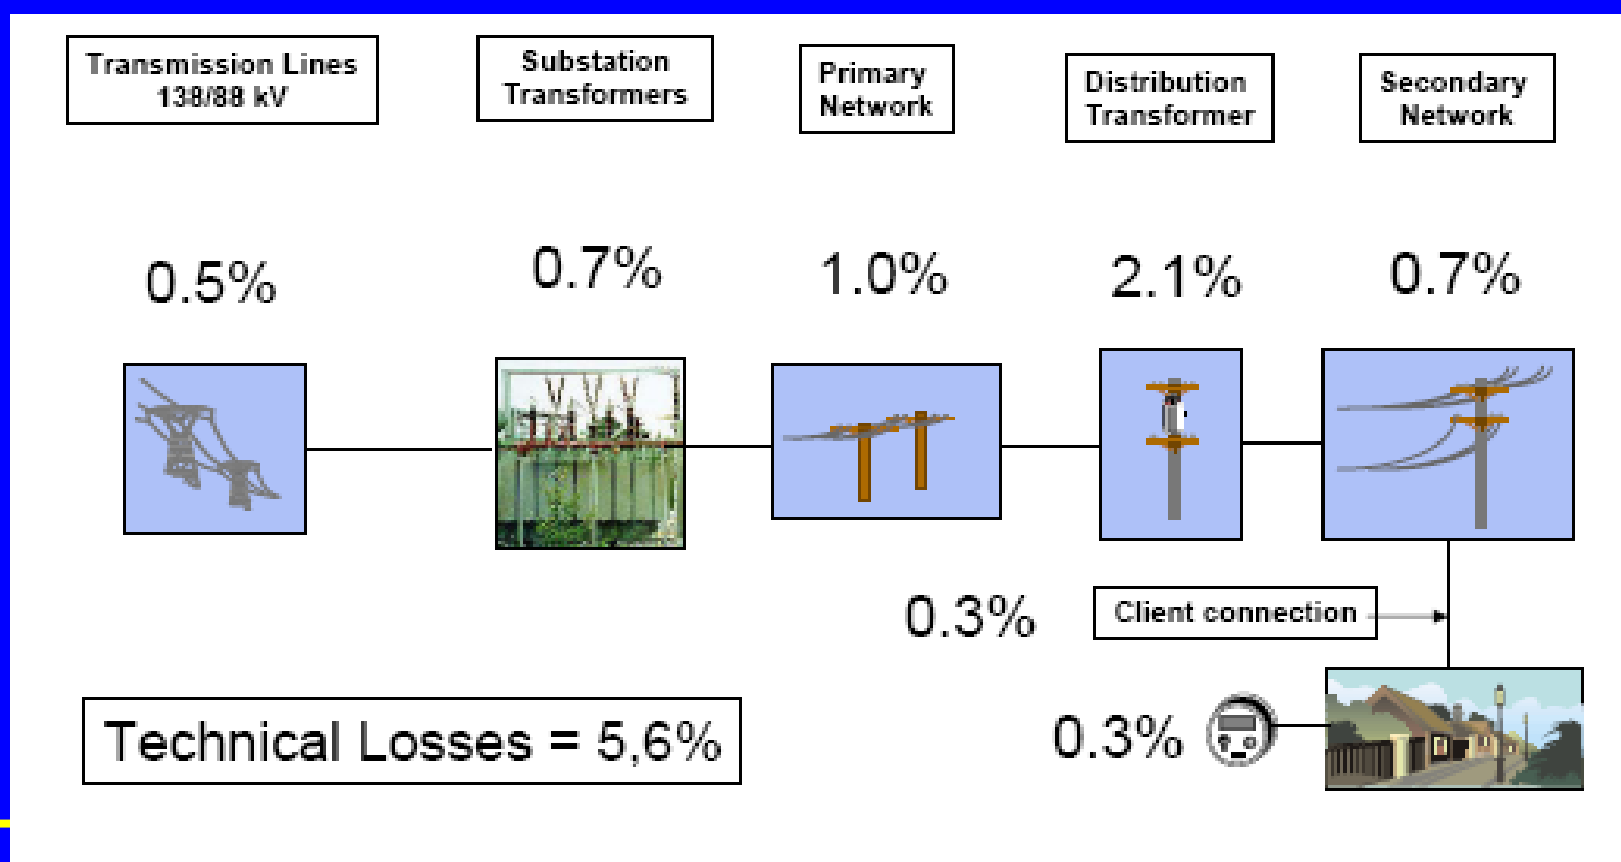 Transmission Lines
138/88 kV
Substation
Transformers
Primary
Network
Distribution
Transformer
Secondary
Network
0.5%
0.7%
1.0%
2.1%
0.7%
0.3%
Client connection
Technical Losses = 5,6%
0.3%